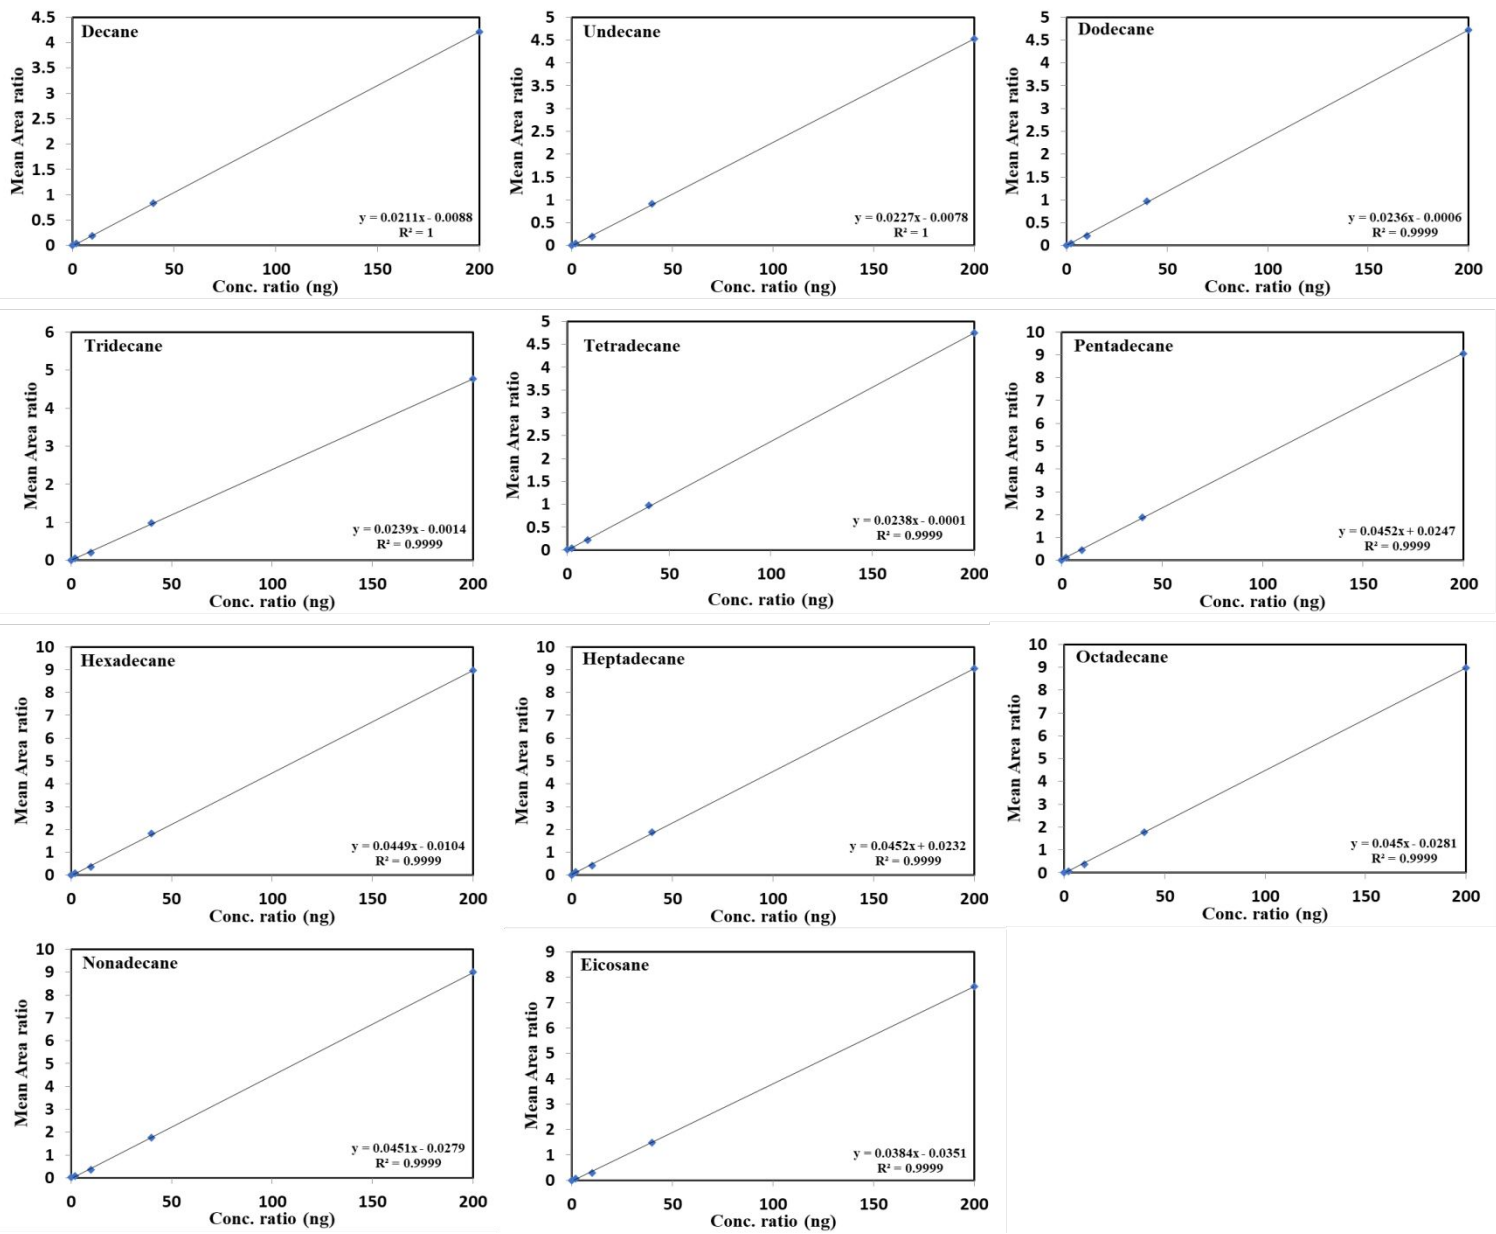 Decane
Mean Area ratio
4.5
4
3.5
3
2.5
2
1.5
1
0.5
0
y = 0.0211x - 0.0088
R² = 1
0 50 100 150 200
Conc. ratio (ng)
Undecane
Mean Area ratio
5
4.5
4
3.5
3
2.5
2
1.5
1
0.5
0
y = 0.0227x - 0.0078
R² = 1
0 50 100 150 200
Conc. ratio (ng)
Dodecane
Mean Area ratio
5
4.5
4
3.5
3
2.5
2
1.5
1
0.5
0
y = 0.0236x - 0.0006
R² = 0.9999
0 50 100 150 200
Conc. ratio (ng)
Tridecane
Mean Area ratio
6
5
4
3
2
1
0
y = 0.0239x - 0.0014
R² = 0.9999
0 50 100 150 200
Conc. ratio (ng)
Tetradecane
Mean Area ratio
5
4.5
4
3.5
3
2.5
2
1.5
1
0.5
0
y = 0.0238x - 0.0001
R² = 0.9999
0 50 100 150 200
Conc. ratio (ng)
Pentadecane
Mean Area ratio
10
9
8
7
6
5
4
3
2
1
0
y = 0.0452x + 0.0247
R² = 0.9999
0 50 100 150 200
Conc. ratio (ng)
Hexadecane
Mean Area ratio
10
9
8
7
6
5
4
3
2
1
0
y = 0.0449x - 0.0104
R² = 0.9999
0 50 100 150 200
Conc. ratio (ng)
Heptadecane
Mean Area ratio
10
9
8
7
6
5
4
3
2
1
0
y = 0.0452x + 0.0232
R² = 0.9999
0 50 100 150 200
Conc. ratio (ng)
Octadecane
Mean Area ratio
10
9
8
7
6
5
4
3
2
1
0
y = 0.045x - 0.0281
R² = 0.9999
0 50 100 150 200
Conc. ratio (ng)
Nonadecane
Mean Area ratio
10
9
8
7
6
5
4
3
2
1
0
y = 0.0451x - 0.0279
R² = 0.9999
0 50 100 150 200
Conc. ratio (ng)
Eicosane
Mean Area ratio
9
8
7
6
5
4
3
2
1
0
y = 0.0384x - 0.0351
R² = 0.9999
0 50 100 150 200
Conc. ratio (ng)